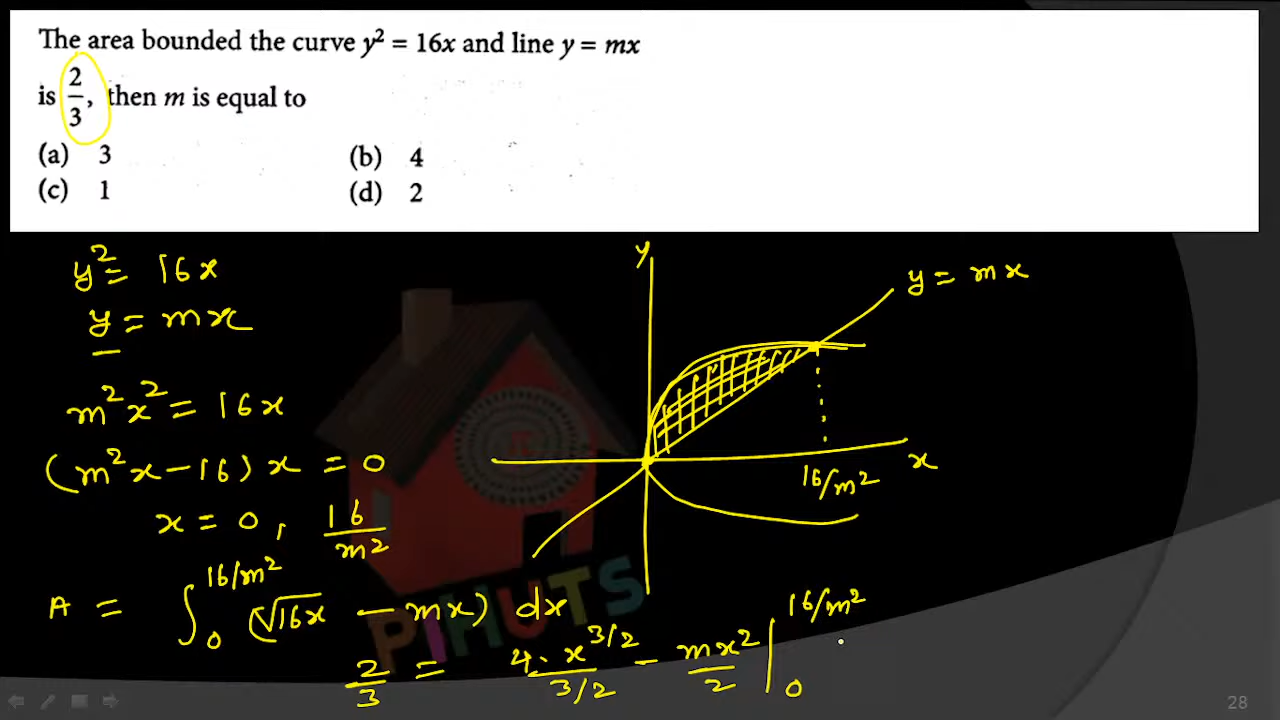 The area bounded the curve y² = 16x and line y = mx
is 2/3, then m is equal to
(a) 3 (b) 4
(c) 1 (d) 2
y² = 16x
y = mx
m²x² = 16x
(m²x − 16) x = 0
x = 0, 16/m²
A = ∫₀^(16/m²) (√16x − mx) dx
2/3 = 4· x^(3/2) / 3/2 − mx²/2 |₀^(16/m²)
y
y = mx
x
16/m²
PIHUTS
28